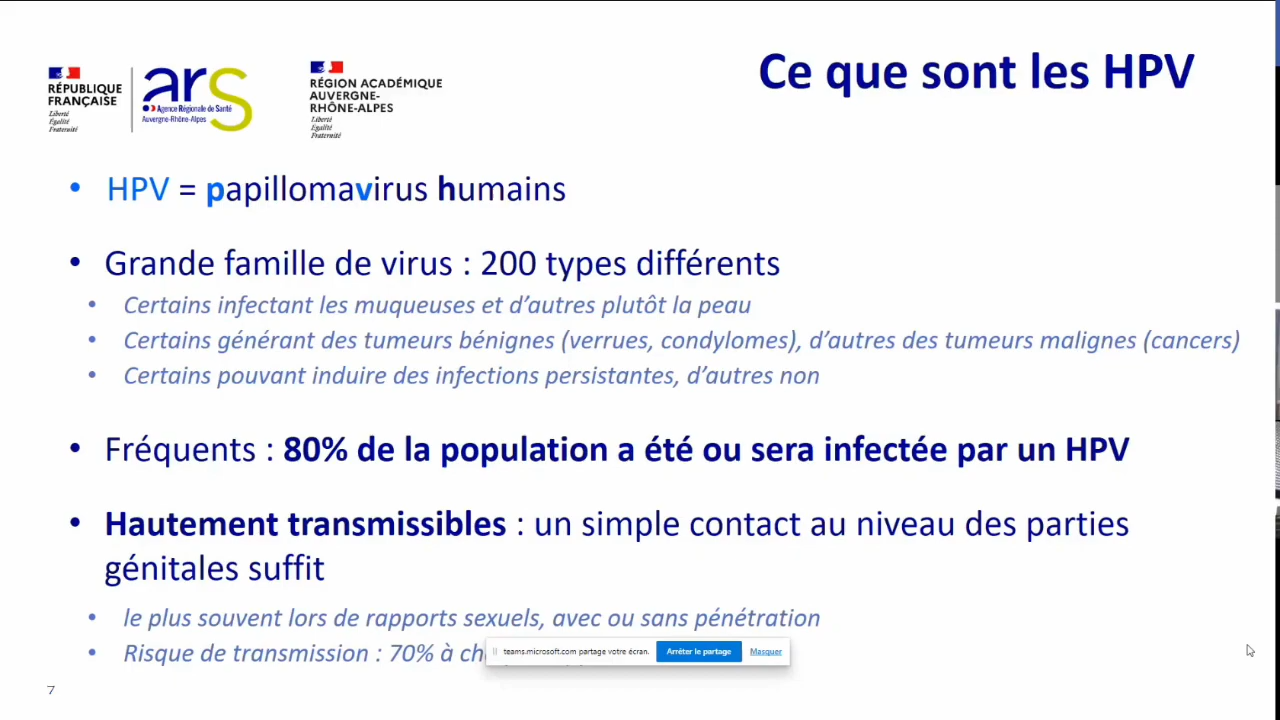 Ce que sont les HPV
RÉPUBLIQUE
FRANÇAISE
Liberté
Égalité
Fraternité
ars
Agence Régionale de Santé
Auvergne-Rhône-Alpes
RÉGION ACADÉMIQUE
AUVERGNE-
RHÔNE-ALPES
Liberté
Égalité
Fraternité
• HPV = papillomavirus humains
• Grande famille de virus : 200 types différents
• Certains infectant les muqueuses et d’autres plutôt la peau
• Certains générant des tumeurs bénignes (verrues, condylomes), d’autres des tumeurs malignes (cancers)
• Certains pouvant induire des infections persistantes, d’autres non
• Fréquents : 80% de la population a été ou sera infectée par un HPV
• Hautement transmissibles : un simple contact au niveau des parties
génitales suffit
• le plus souvent lors de rapports sexuels, avec ou sans pénétration
• Risque de transmission : 70% à
teams.microsoft.com partage votre écran. Arrêter le partage Masquer
7